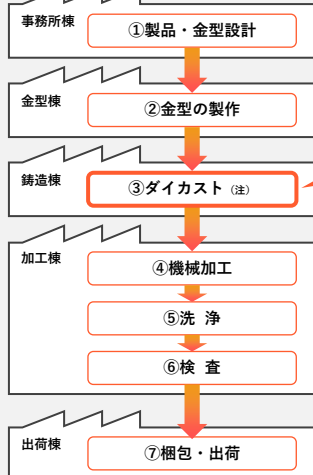 事務所棟
①製品・金型設計
金型棟
②金型の製作
鋳造棟
③ダイカスト（注）
加工棟
④機械加工
⑤洗 浄
⑥検 査
出荷棟
⑦梱包・出荷